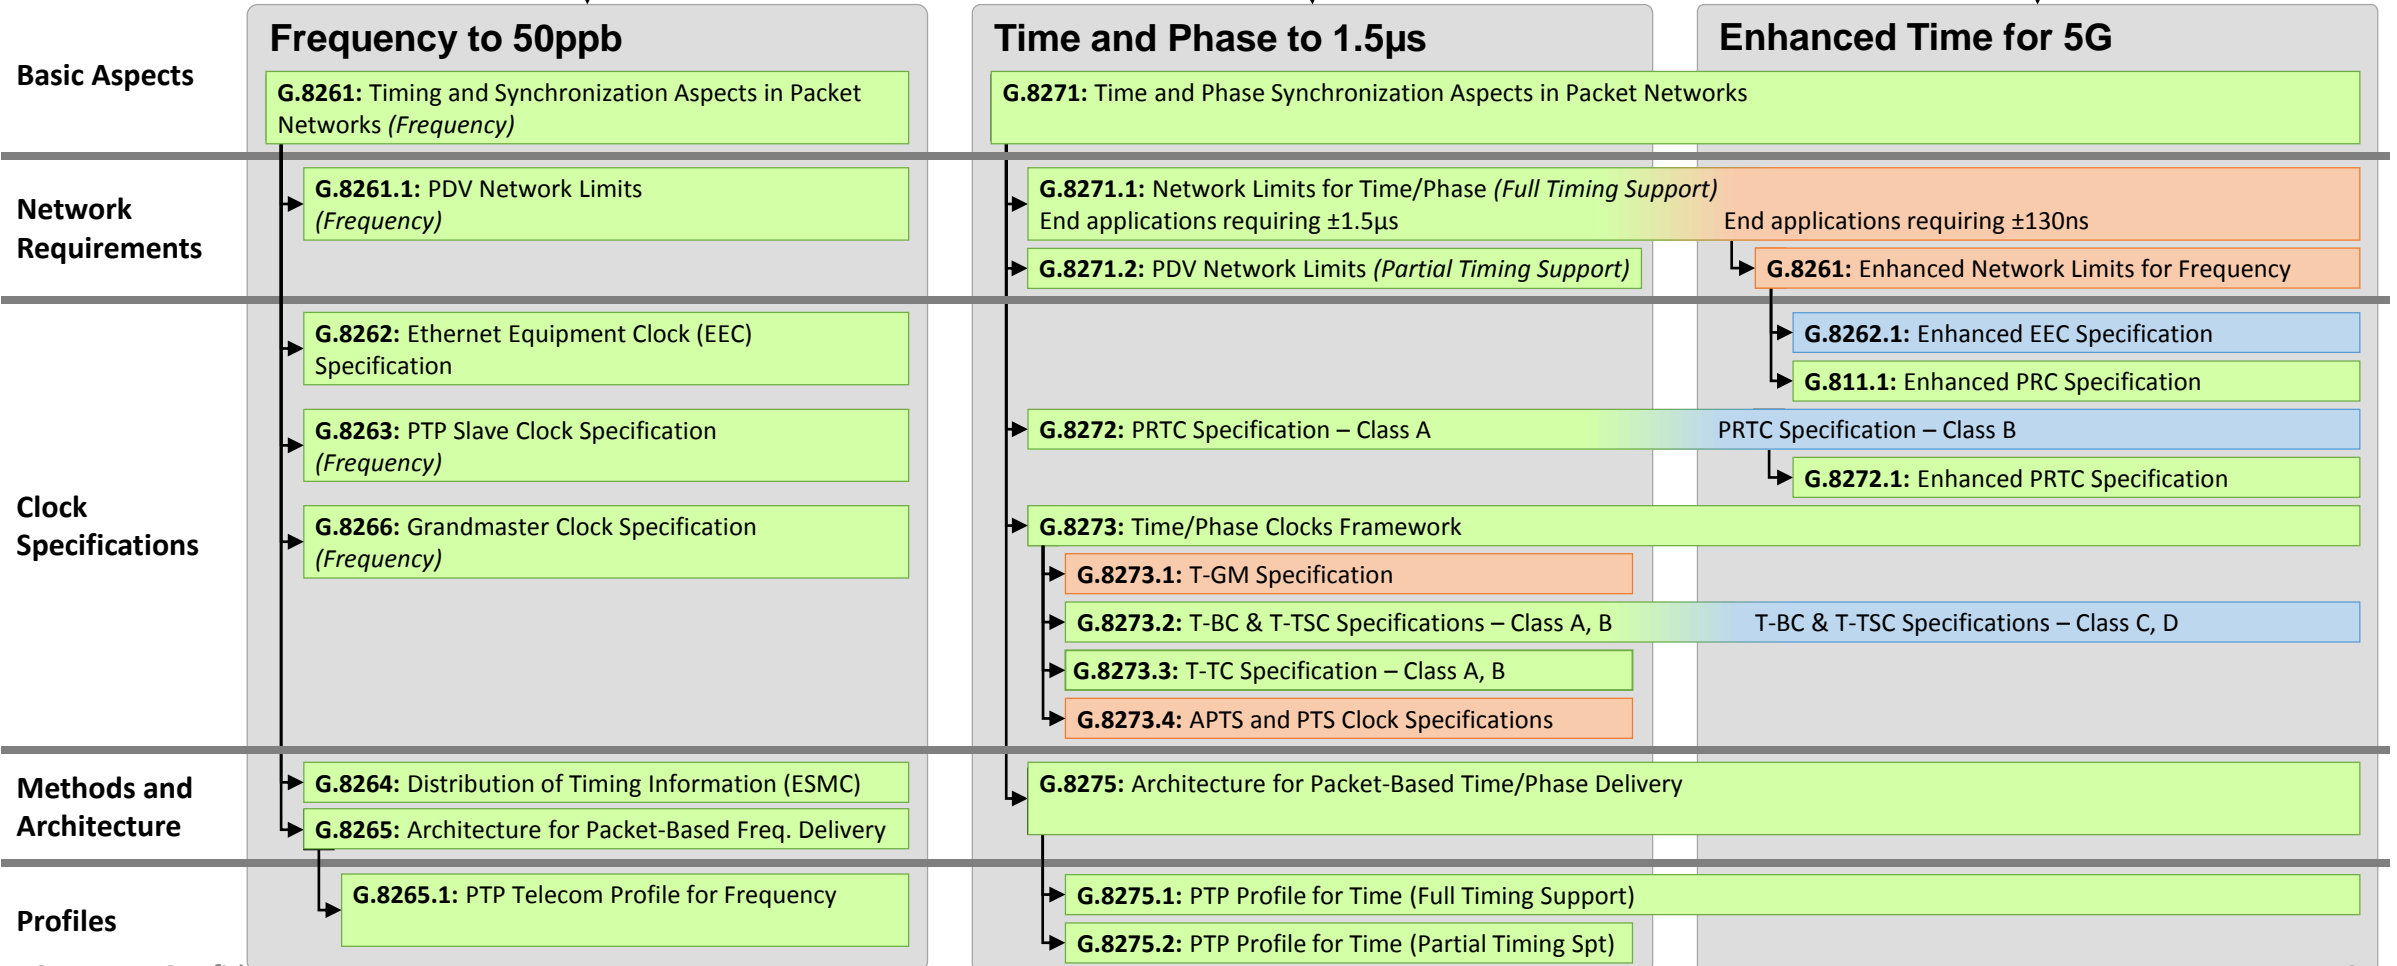 Frequency to 50ppb
Time and Phase to 1.5µs
Enhanced Time for 5G
Basic Aspects
G.8261: Timing and Synchronization Aspects in Packet
Networks (Frequency)
G.8271: Time and Phase Synchronization Aspects in Packet Networks
Network
Requirements
G.8261.1: PDV Network Limits
(Frequency)
G.8271.1: Network Limits for Time/Phase (Full Timing Support)
End applications requiring ±1.5µs
End applications requiring ±130ns
G.8271.2: PDV Network Limits (Partial Timing Support)
G.8261: Enhanced Network Limits for Frequency
Clock
Specifications
G.8262: Ethernet Equipment Clock (EEC)
Specification
G.8262.1: Enhanced EEC Specification
G.811.1: Enhanced PRC Specification
G.8263: PTP Slave Clock Specification
(Frequency)
G.8272: PRTC Specification – Class A
PRTC Specification – Class B
G.8272.1: Enhanced PRTC Specification
G.8266: Grandmaster Clock Specification
(Frequency)
G.8273: Time/Phase Clocks Framework
G.8273.1: T-GM Specification
G.8273.2: T-BC & T-TSC Specifications – Class A, B
T-BC & T-TSC Specifications – Class C, D
G.8273.3: T-TC Specification – Class A, B
G.8273.4: APTS and PTS Clock Specifications
Methods and
Architecture
G.8264: Distribution of Timing Information (ESMC)
G.8265: Architecture for Packet-Based Freq. Delivery
G.8275: Architecture for Packet-Based Time/Phase Delivery
Profiles
G.8265.1: PTP Telecom Profile for Frequency
G.8275.1: PTP Profile for Time (Full Timing Support)
G.8275.2: PTP Profile for Time (Partial Timing Spt)